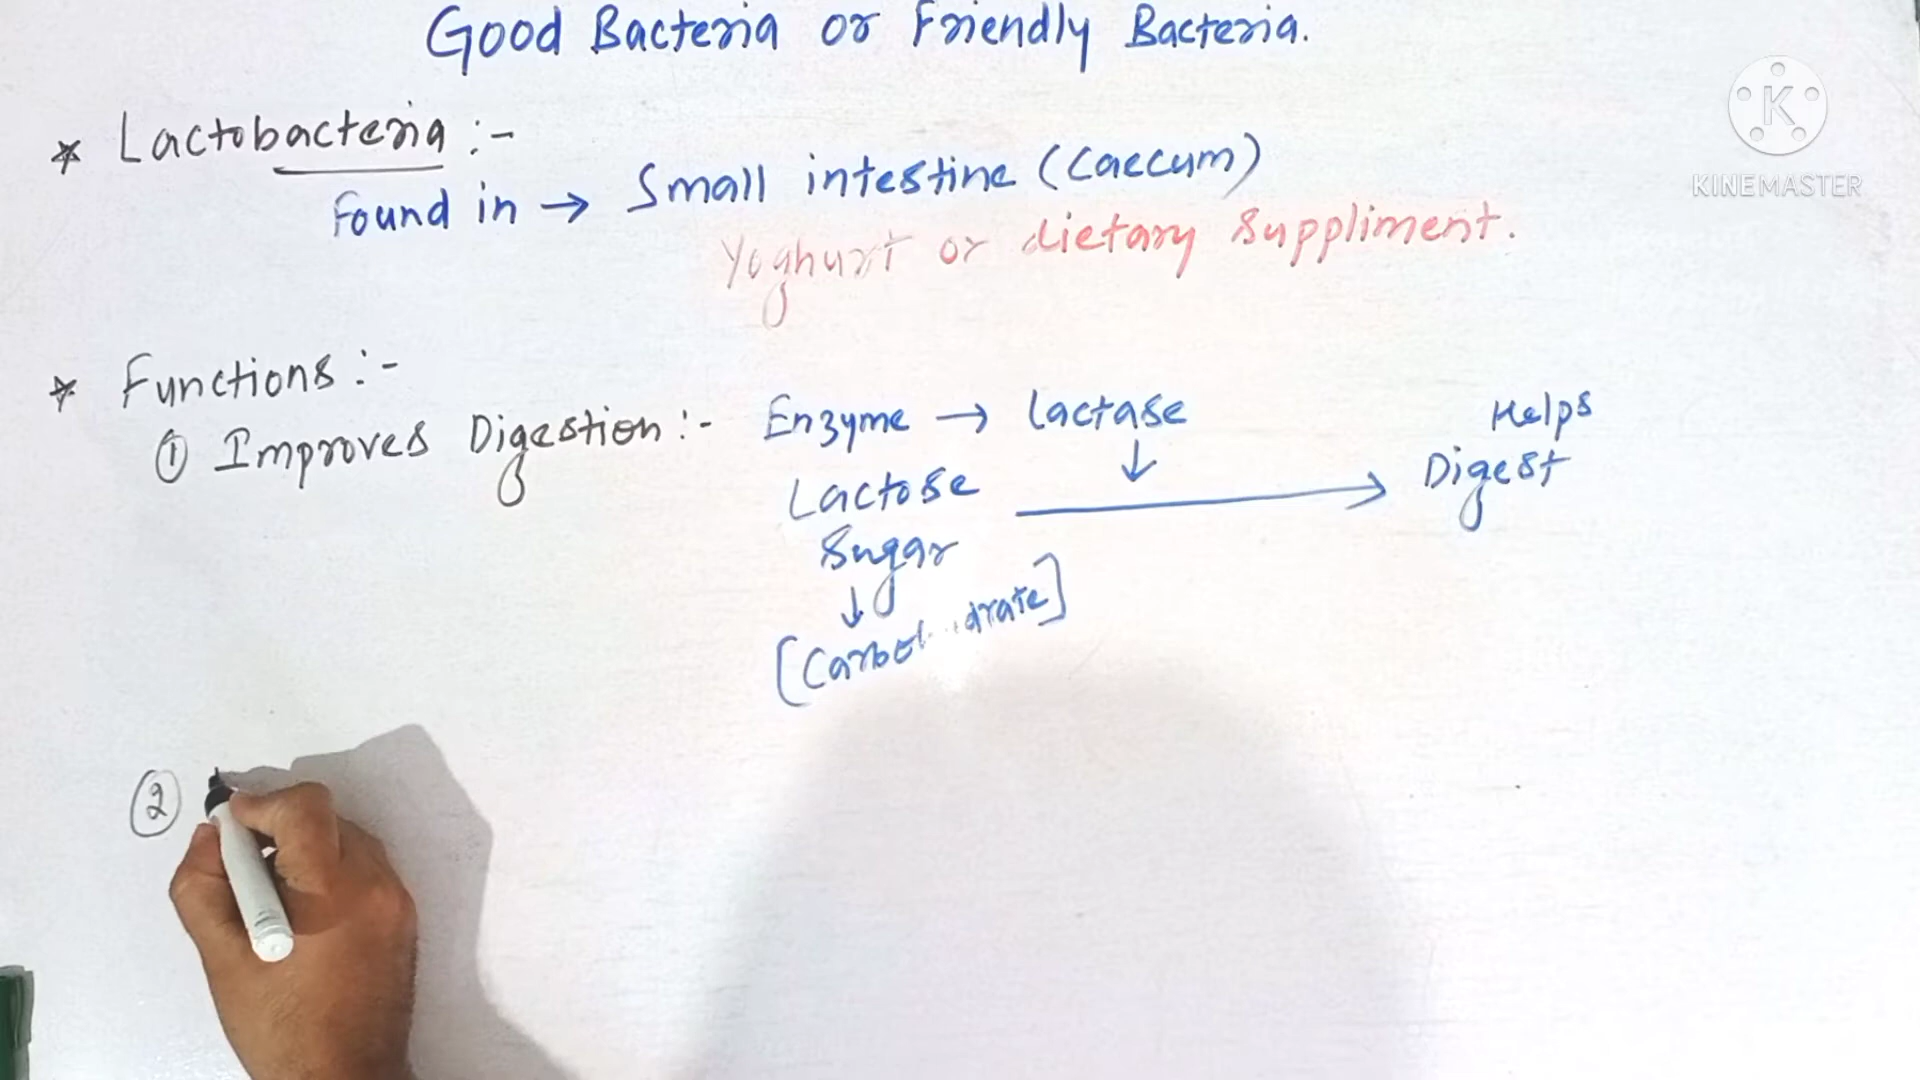 Good Bacteria or Friendly Bacteria.
* Lactobacteria :-
Found in → Small intestine (Caecum)
Yoghurt or dietary Suppliment.
* Functions :-
① Improves Digestion :- Enzyme → lactase
↓
Helps
Lactose → Digest
Sugar
↓
[Carbohydrate]
②
K
KINEMASTER